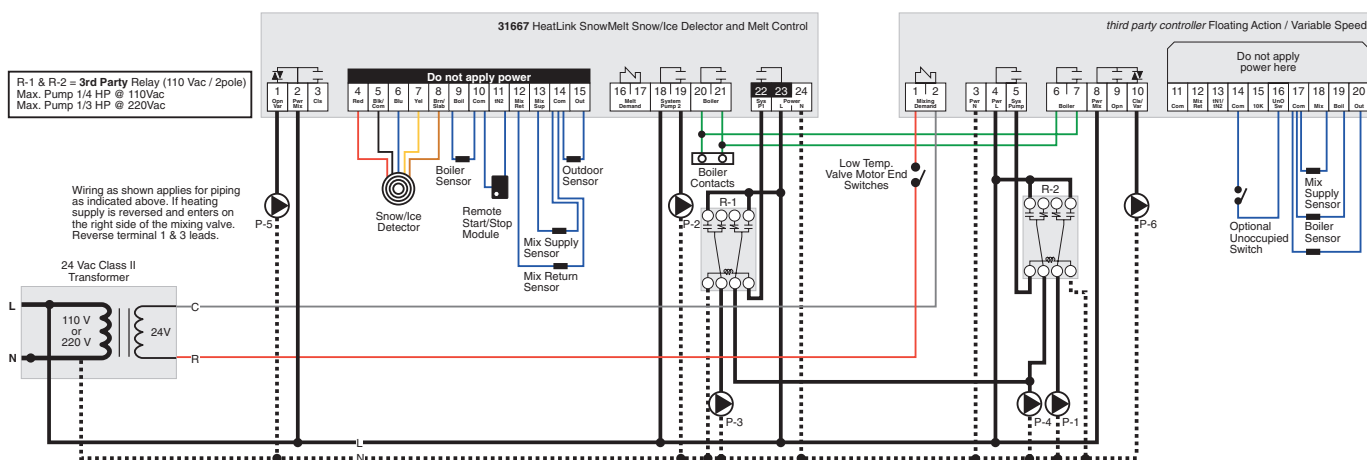 31667 HeatLink SnowMelt Snow/Ice Delector and Melt Control
third party controller Floating Action / Variable Speed
R-1 & R-2 = 3rd Party Relay (110 Vac / 2pole)
Max. Pump 1/4 HP @ 110Vac
Max. Pump 1/3 HP @ 220Vac
Do not apply power
Do not apply
power here
1 2 3
Opn Var
Pwr Mix
Cls
4 5 6 7 8 9 10 11 12 13 14 15
Red
Blk/ Com
Blu
Yel
Brn/ Slab
Boil
Com
IN2
Mix Ret
Mix Sup
Com
Out
16 17 18 19 20 21
Melt Demand
System Pump 2
Boiler
22 23 24
Sys P1
Power
L
N
1 2
Mixing Demand
3 4 5
Pwr N
Pwr L
Sys Pump
6 7 8 9 10
Boiler
Pwr Mix
Opn
Cls/ Var
11 12 13 14 15 16 17 18 19 20
Com
Mix Ret
tN1/ IN2
Com
10K
UnO Sw
Com
Mix
Boil
Out
Wiring as shown applies for piping
as indicated above. If heating
supply is reversed and enters on
the right side of the mixing valve.
Reverse terminal 1 & 3 leads.
P-5
Snow/Ice
Detector
Boiler
Sensor
Remote
Start/Stop
Module
Outdoor
Sensor
Mix Supply
Sensor
Mix Return
Sensor
P-2
Boiler
Contacts
R-1
Low Temp.
Valve Motor End
Switches
R-2
P-6
Optional
Unoccupied
Switch
Mix
Supply
Sensor
Boiler
Sensor
24 Vac Class II
Transformer
L
N
110 V
or
220 V
24V
C
R
P-3
P-4
P-1
L
N